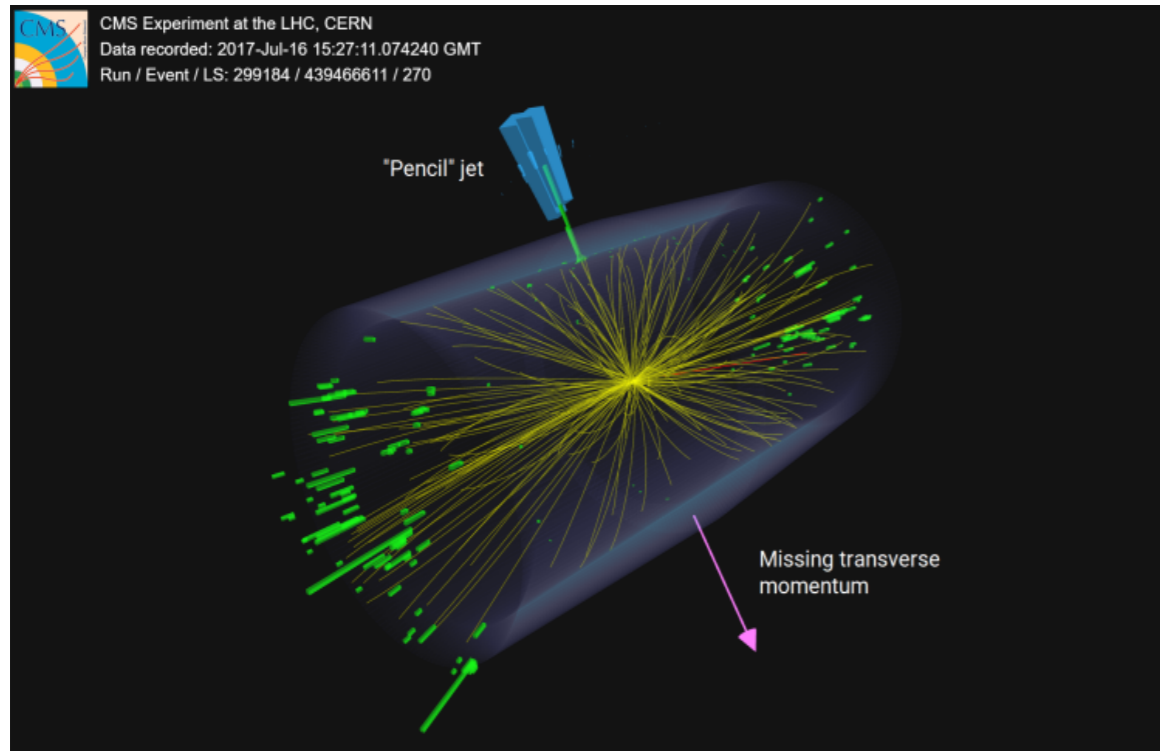 CMS
CMS Experiment at the LHC, CERN
Data recorded: 2017-Jul-16 15:27:11.074240 GMT
Run / Event / LS: 299184 / 439466611 / 270
"Pencil" jet
Missing transverse
momentum